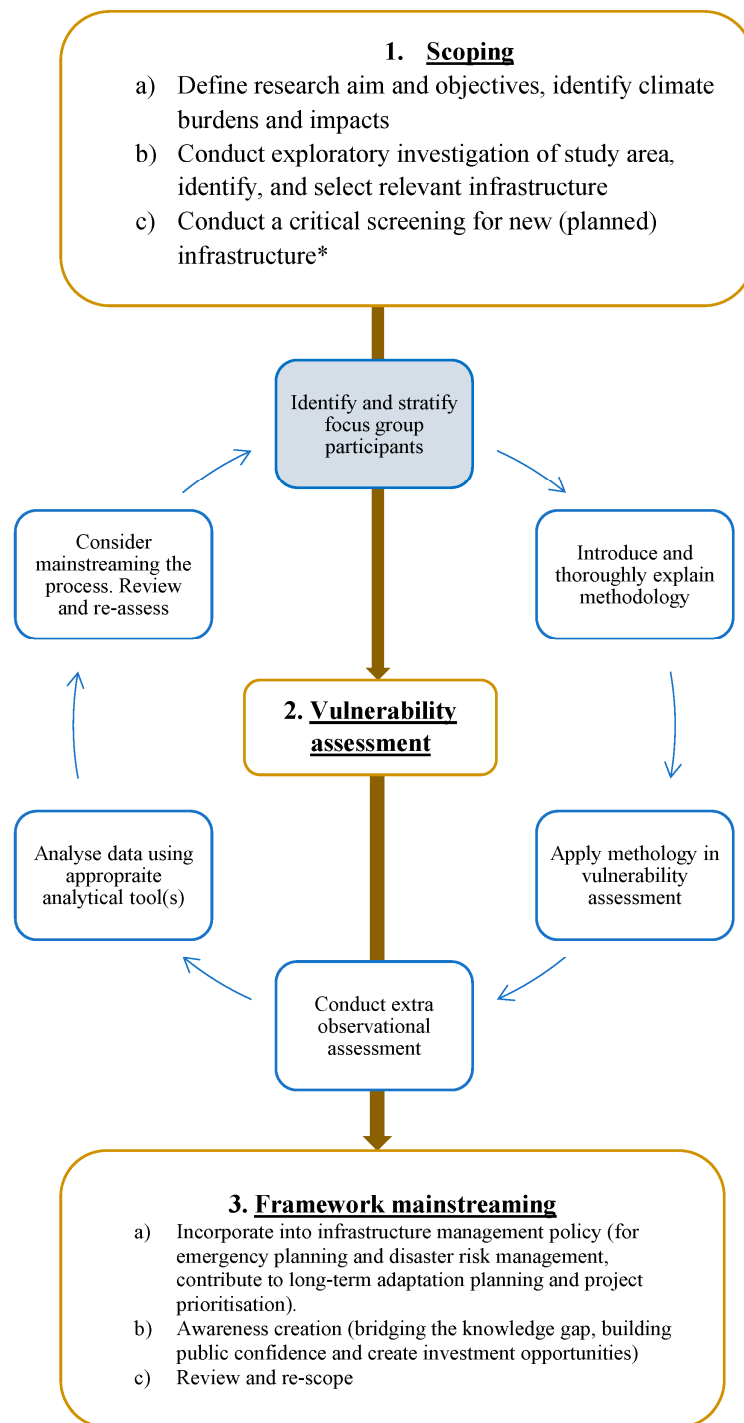 1. Scoping
a) Define research aim and objectives, identify climate
burdens and impacts
b) Conduct exploratory investigation of study area,
identify, and select relevant infrastructure
c) Conduct a critical screening for new (planned)
infrastructure*
Identify and stratify
focus group
participants
Introduce and
thoroughly explain
methodology
Apply methology in
vulnerability
assessment
Conduct extra
observational
assessment
Analyse data using
appropraite
analytical tool(s)
Consider
mainstreaming the
process. Review
and re-assess
2. Vulnerability
assessment
3. Framework mainstreaming
a) Incorporate into infrastructure management policy (for
emergency planning and disaster risk management,
contribute to long-term adaptation planning and project
prioritisation).
b) Awareness creation (bridging the knowledge gap, building
public confidence and create investment opportunities)
c) Review and re-scope